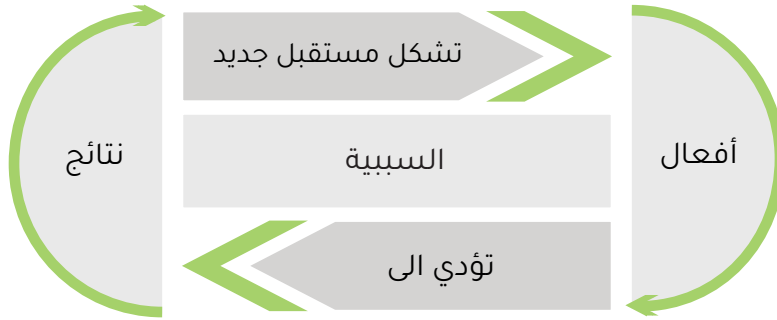 تشكل مستقبل جديد
أفعال
السببية
نتائج
تؤدي الى